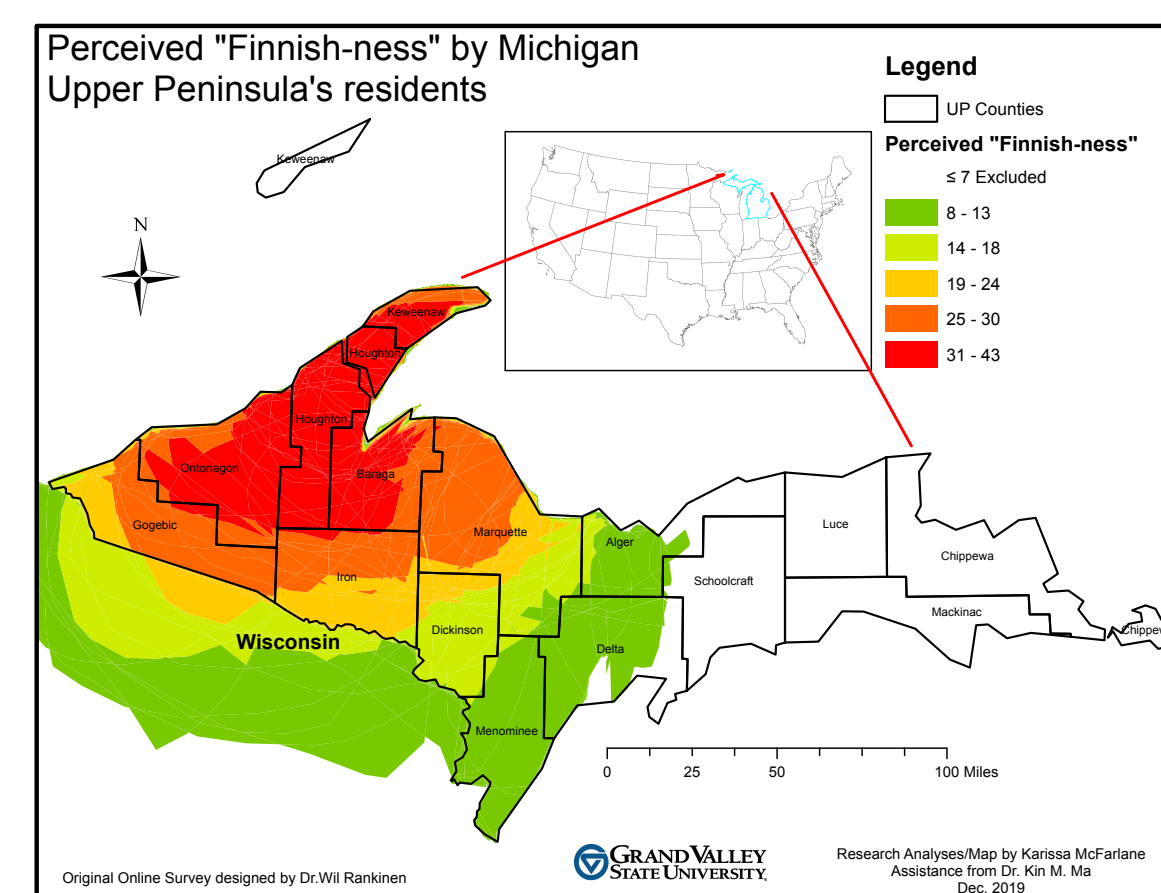 Perceived "Finnish-ness" by Michigan
Upper Peninsula's residents
Legend
UP Counties
Perceived "Finnish-ness"
≤ 7 Excluded
8 - 13
14 - 18
19 - 24
25 - 30
31 - 43
Keweenaw
N
Keweenaw
Houghton
Houghton
Ontonagon
Baraga
Gogebic
Marquette
Iron
Dickinson
Alger
Delta
Menominee
Schoolcraft
Luce
Chippewa
Mackinac
Chippew
Wisconsin
0 25 50 100 Miles
GRAND VALLEY
STATE UNIVERSITY
Original Online Survey designed by Dr.Wil Rankinen
Research Analyses/Map by Karissa McFarlane
Assistance from Dr. Kin M. Ma
Dec. 2019